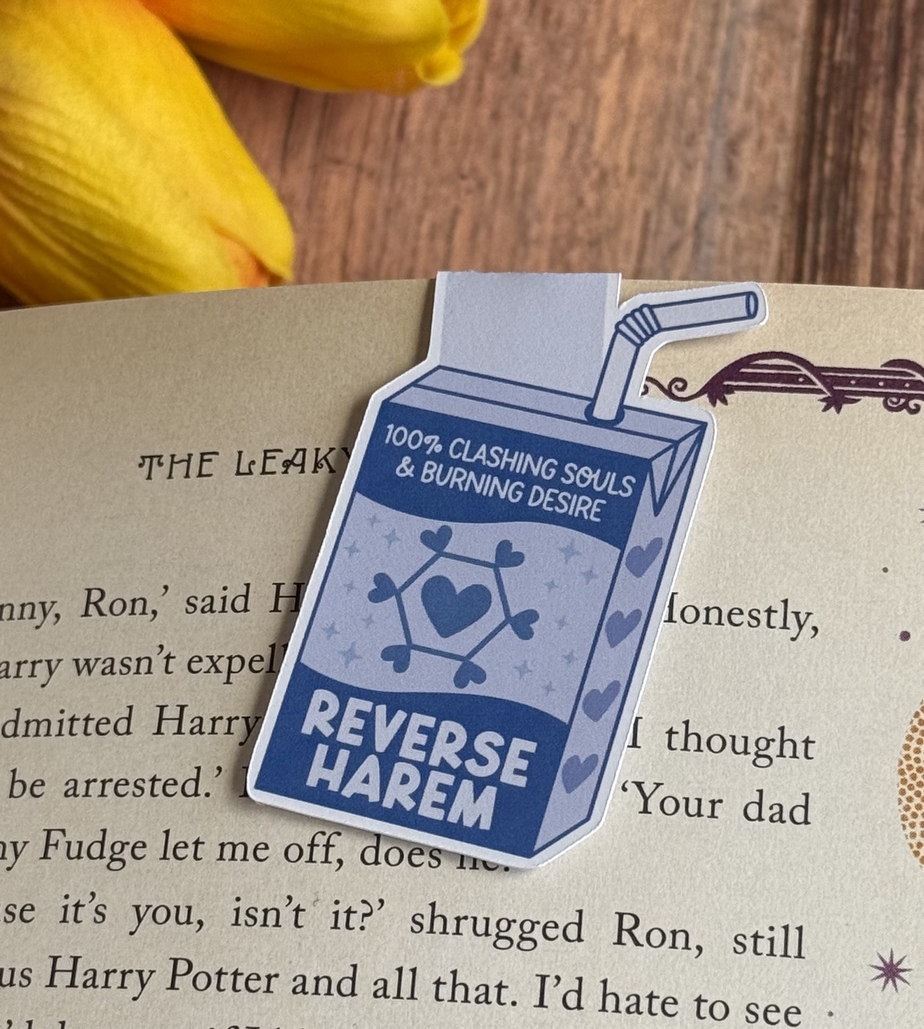 THE LEAKY
100% CLASHING SOULS
& BURNING DESIRE
REVERSE
HAREM
nny, Ron,’ said H Honestly,
arry wasn’t expel
dmitted Harry I thought
be arrested.’ ‘Your dad
ny Fudge let me off, does he.
se it’s you, isn’t it?’ shrugged Ron, still
us Harry Potter and all that. I’d hate to see